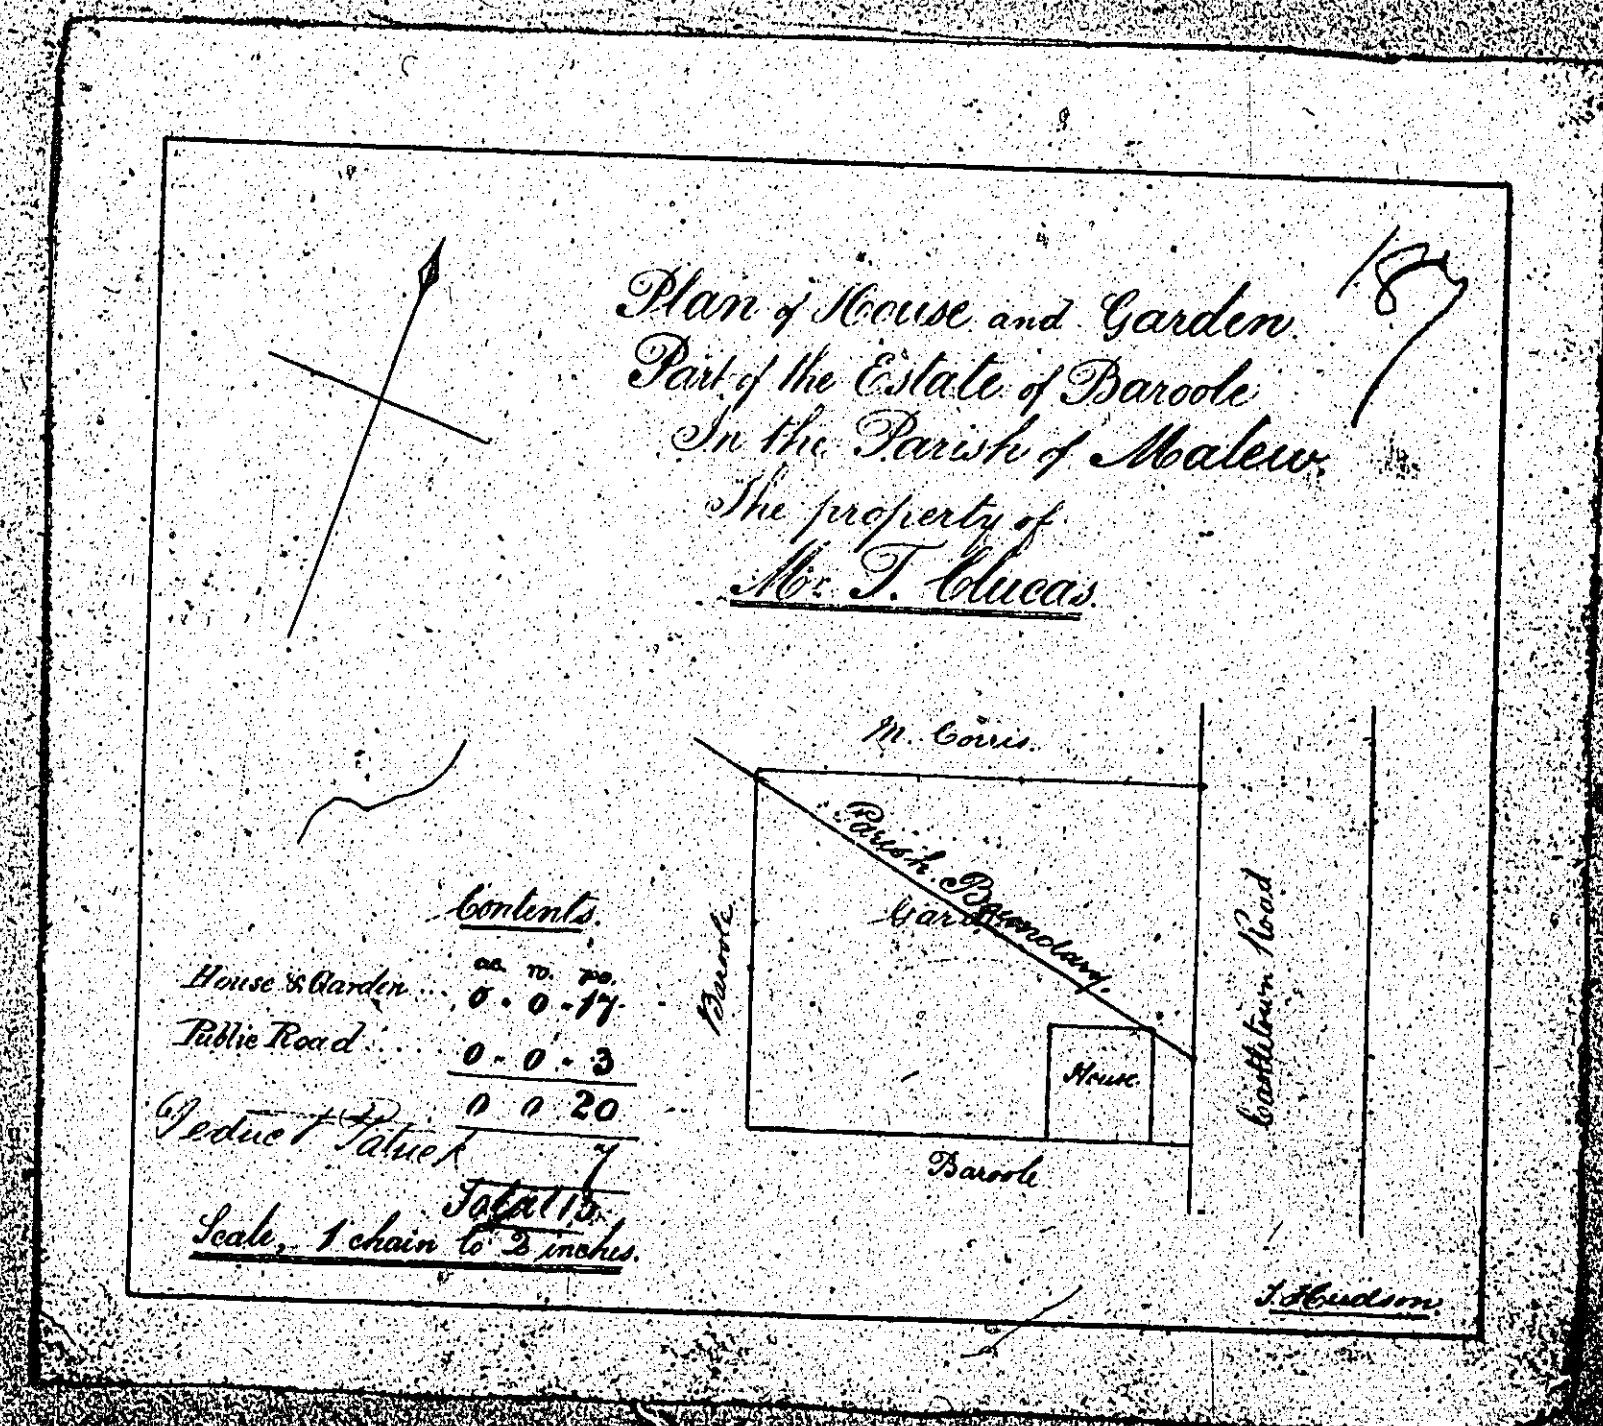 187
Plan of House and Garden
Part of the Estate of Baroole
In the Parish of Malew.
The property of
Mr. T. Clucas.
M. Corris.
Parish Boundary.
Garden
Baroole
House.
Castletown Road
Baroole
Contents.
ac. ro. po.
House & Garden... 0 - 0 - 17
Public Road..... 0 - 0 - 3
0 0 20
Deduct 7
Total 13
Scale, 1 chain to 2 inches.
J. Hudson